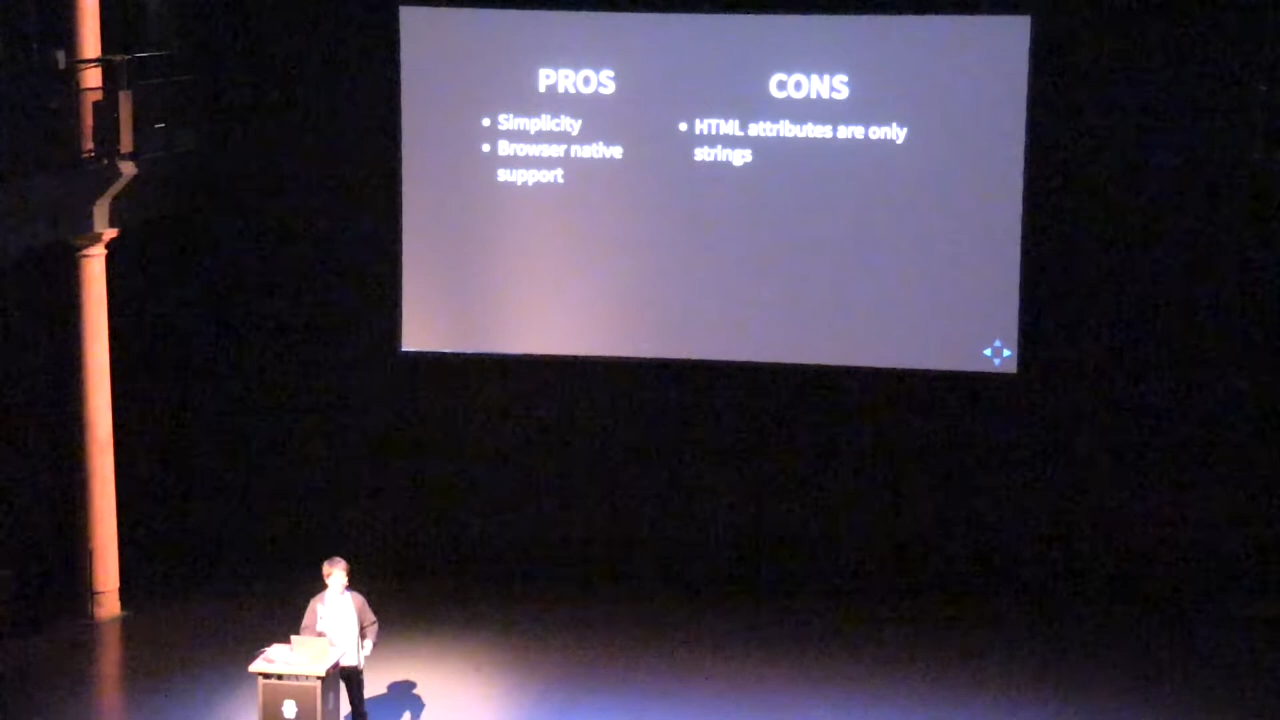 PROS
• Simplicity
• Browser native
support
CONS
• HTML attributes are only
strings